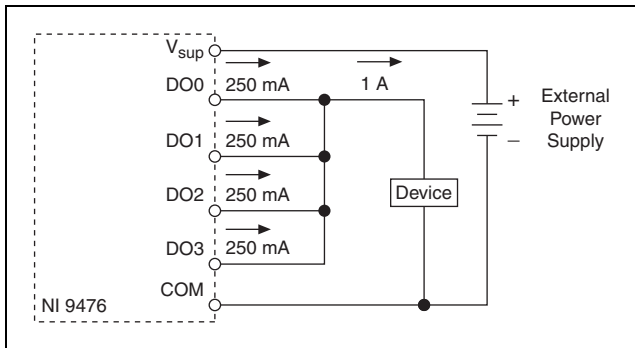 V sup
DO0
250 mA
1 A
DO1
250 mA
DO2
250 mA
DO3
250 mA
COM
NI 9476
Device
+
–
External
Power
Supply